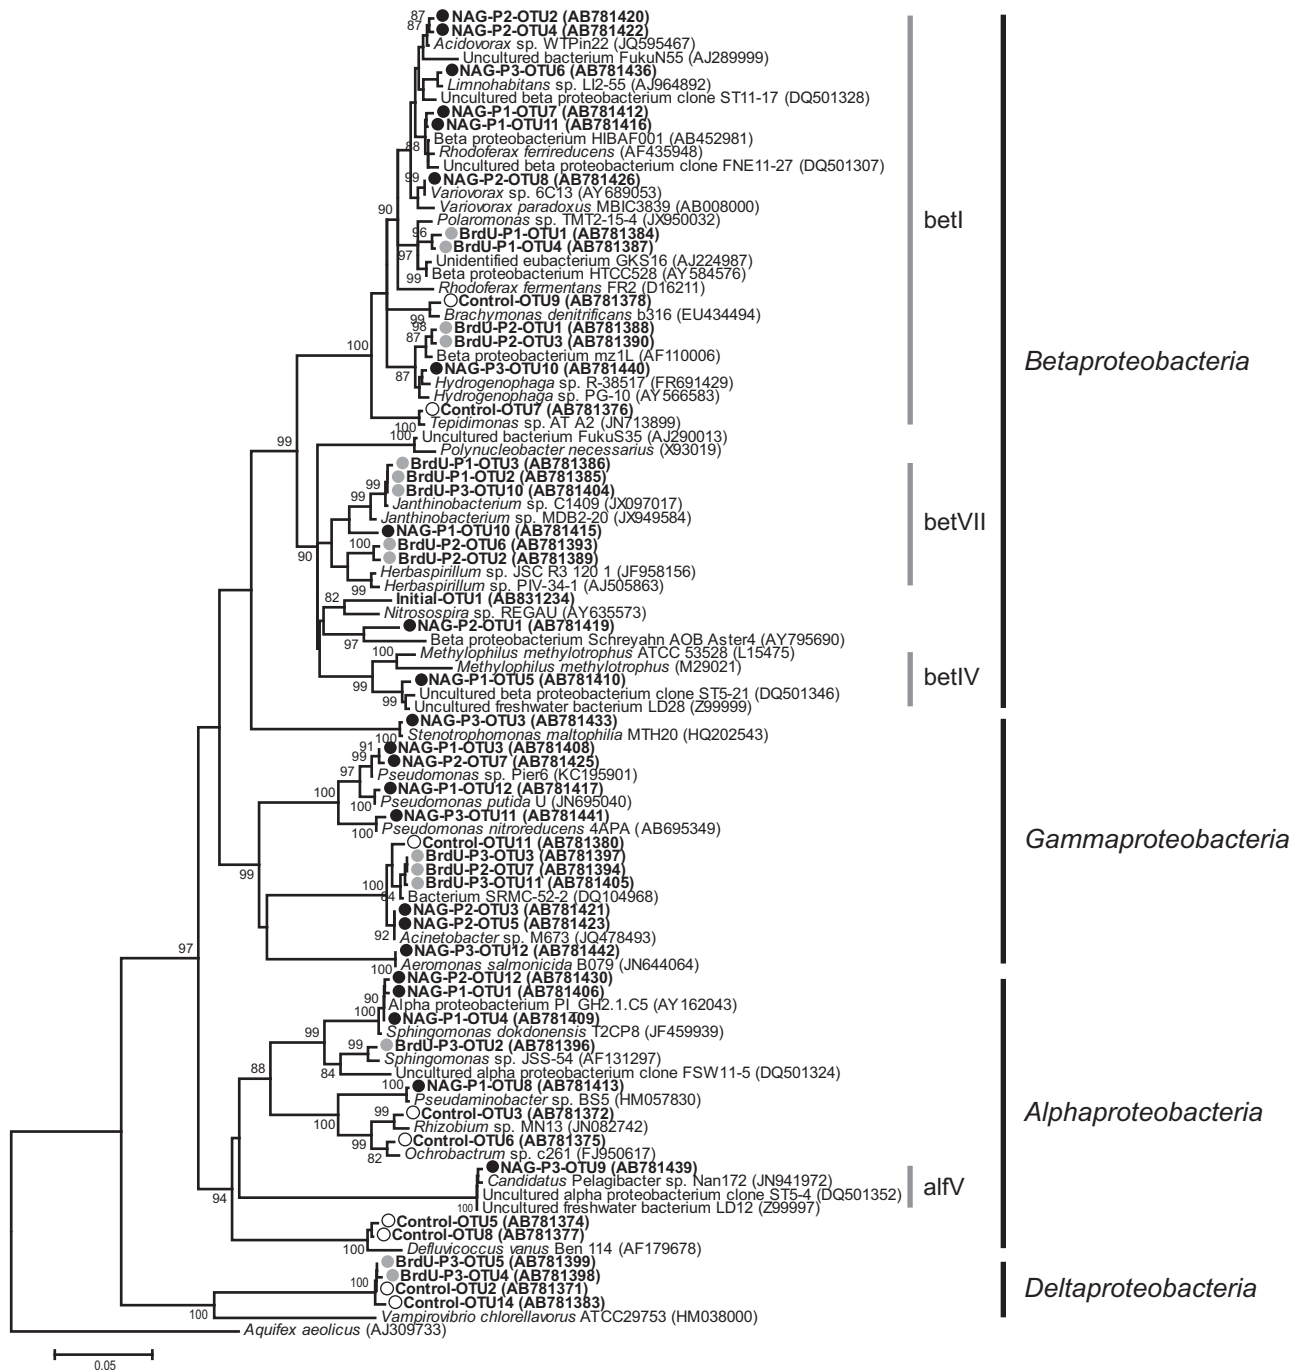 87
NAG-P2-OTU2 (AB781420)
87
NAG-P2-OTU4 (AB781422)
Acidovorax sp. WTPin22 (JQ595467)
Uncultured bacterium FukuN55 (AJ289999)
NAG-P3-OTU6 (AB781436)
Limnohabitans sp. LI2-55 (AJ964892)
Uncultured beta proteobacterium clone ST11-17 (DQ501328)
NAG-P1-OTU7 (AB781412)
NAG-P1-OTU11 (AB781416)
Beta proteobacterium HIBAF001 (AB452981)
88
Rhodoferax ferrireducens (AF435948)
Uncultured beta proteobacterium clone FNE11-27 (DQ501307)
99
NAG-P2-OTU8 (AB781426)
Variovorax sp. 6C13 (AY689053)
Variovorax paradoxus MBIC3839 (AB008000)
90
Polaromonas sp. TMT2-15-4 (JX950032)
betI
96
BrdU-P1-OTU1 (AB781384)
BrdU-P1-OTU4 (AB781387)
97
Unidentified eubacterium GKS16 (AJ224987)
99
Beta proteobacterium HTCC528 (AY584576)
Rhodoferax fermentans FR2 (D16211)
Control-OTU9 (AB781378)
99
Brachymonas denitrificans b316 (EU434494)
98
BrdU-P2-OTU1 (AB781388)
87
BrdU-P2-OTU3 (AB781390)
100
Beta proteobacterium mz1L (AF110006)
Betaproteobacteria
NAG-P3-OTU10 (AB781440)
87
Hydrogenophaga sp. R-38517 (FR691429)
Hydrogenophaga sp. PG-10 (AY566583)
Control-OTU7 (AB781376)
100
Tepidimonas sp. AT A2 (JN713899)
100
Uncultured bacterium FukuS35 (AJ290013)
99
Polynucleobacter necessarius (X93019)
BrdU-P1-OTU3 (AB781386)
99
BrdU-P1-OTU2 (AB781385)
99
BrdU-P3-OTU10 (AB781404)
Janthinobacterium sp. C1409 (JX097017)
Janthinobacterium sp. MDB2-20 (JX949584)
betVII
NAG-P1-OTU10 (AB781415)
100
BrdU-P2-OTU6 (AB781393)
90
BrdU-P2-OTU2 (AB781389)
Herbaspirillum sp. JSC R3 120 1 (JF958156)
99
Herbaspirillum sp. PIV-34-1 (AJ505863)
82
Initial-OTU1 (AB831234)
Nitrosospira sp. REGAU (AY635573)
NAG-P2-OTU1 (AB781419)
97
Beta proteobacterium Schreyahn AOB Aster4 (AY795690)
100
Methylophilus methylotrophus ATCC 53528 (L15475)
Methylophilus methylotrophus (M29021)
betIV
99
NAG-P1-OTU5 (AB781410)
99
Uncultured beta proteobacterium clone ST5-21 (DQ501346)
Uncultured freshwater bacterium LD28 (Z99999)
NAG-P3-OTU3 (AB781433)
100
Stenotrophomonas maltophilia MTH20 (HQ202543)
91
NAG-P1-OTU3 (AB781408)
99
NAG-P2-OTU7 (AB781425)
97
Pseudomonas sp. Pier6 (KC195901)
100
NAG-P1-OTU12 (AB781417)
100
Pseudomonas putida U (JN695040)
NAG-P3-OTU11 (AB781441)
100
Pseudomonas nitroreducens 4APA (AB695349)
Gammaproteobacteria
Control-OTU11 (AB781380)
BrdU-P3-OTU3 (AB781397)
99
BrdU-P2-OTU7 (AB781394)
100
BrdU-P3-OTU11 (AB781405)
84
Bacterium SRMC-52-2 (DQ104968)
NAG-P2-OTU3 (AB781421)
NAG-P2-OTU5 (AB781423)
92
Acinetobacter sp. M673 (JQ478493)
97
NAG-P3-OTU12 (AB781442)
100
Aeromonas salmonicida B079 (JN644064)
NAG-P2-OTU12 (AB781430)
90
NAG-P1-OTU1 (AB781406)
100
Alpha proteobacterium PI_GH2.1.C5 (AY162043)
NAG-P1-OTU4 (AB781409)
99
Sphingomonas dokdonensis T2CP8 (JF459939)
99
BrdU-P3-OTU2 (AB781396)
Sphingomonas sp. JSS-54 (AF131297)
88
84
Uncultured alpha proteobacterium clone FSW11-5 (DQ501324)
100
NAG-P1-OTU8 (AB781413)
Pseudaminobacter sp. BS5 (HM057830)
Alphaproteobacteria
100
99
Control-OTU3 (AB781372)
Rhizobium sp. MN13 (JN082742)
99
Control-OTU6 (AB781375)
82
Ochrobactrum sp. c261 (FJ950617)
NAG-P3-OTU9 (AB781439)
Candidatus Pelagibacter sp. Nan172 (JN941972)
alfV
94
Uncultured alpha proteobacterium clone ST5-4 (DQ501352)
100
Uncultured freshwater bacterium LD12 (Z99997)
Control-OTU5 (AB781374)
Control-OTU8 (AB781377)
100
Defluvicoccus vanus Ben 114 (AF179678)
BrdU-P3-OTU5 (AB781399)
BrdU-P3-OTU4 (AB781398)
100
Control-OTU2 (AB781371)
Deltaproteobacteria
Control-OTU14 (AB781383)
100
Vampirovibrio chlorellavorus ATCC29753 (HM038000)
Aquifex aeolicus (AJ309733)
0.05